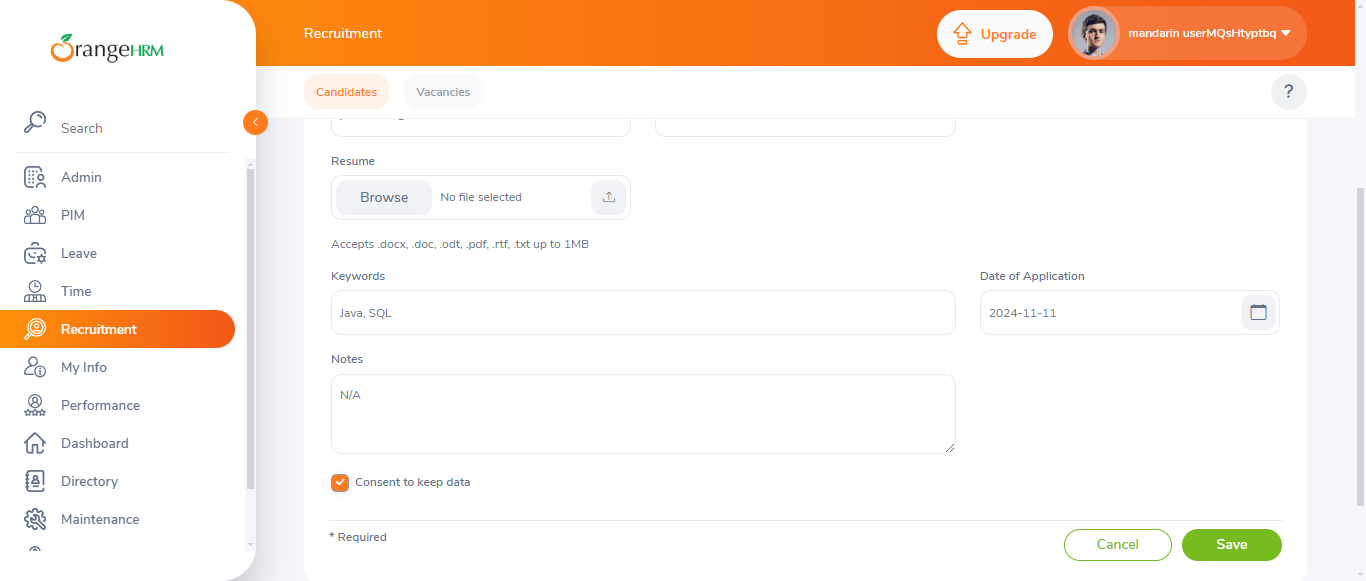 OrangeHRM
Recruitment
Upgrade
mandarin userMQsHtyptbq
Candidates
Vacancies
?
Search
Admin
PIM
Leave
Time
Recruitment
My Info
Performance
Dashboard
Directory
Maintenance
Resume
Browse
No file selected
Accepts .docx, .doc, .odt, .pdf, .rtf, .txt up to 1MB
Keywords
Date of Application
Java, SQL
2024-11-11
Notes
N/A
Consent to keep data
* Required
Cancel
Save